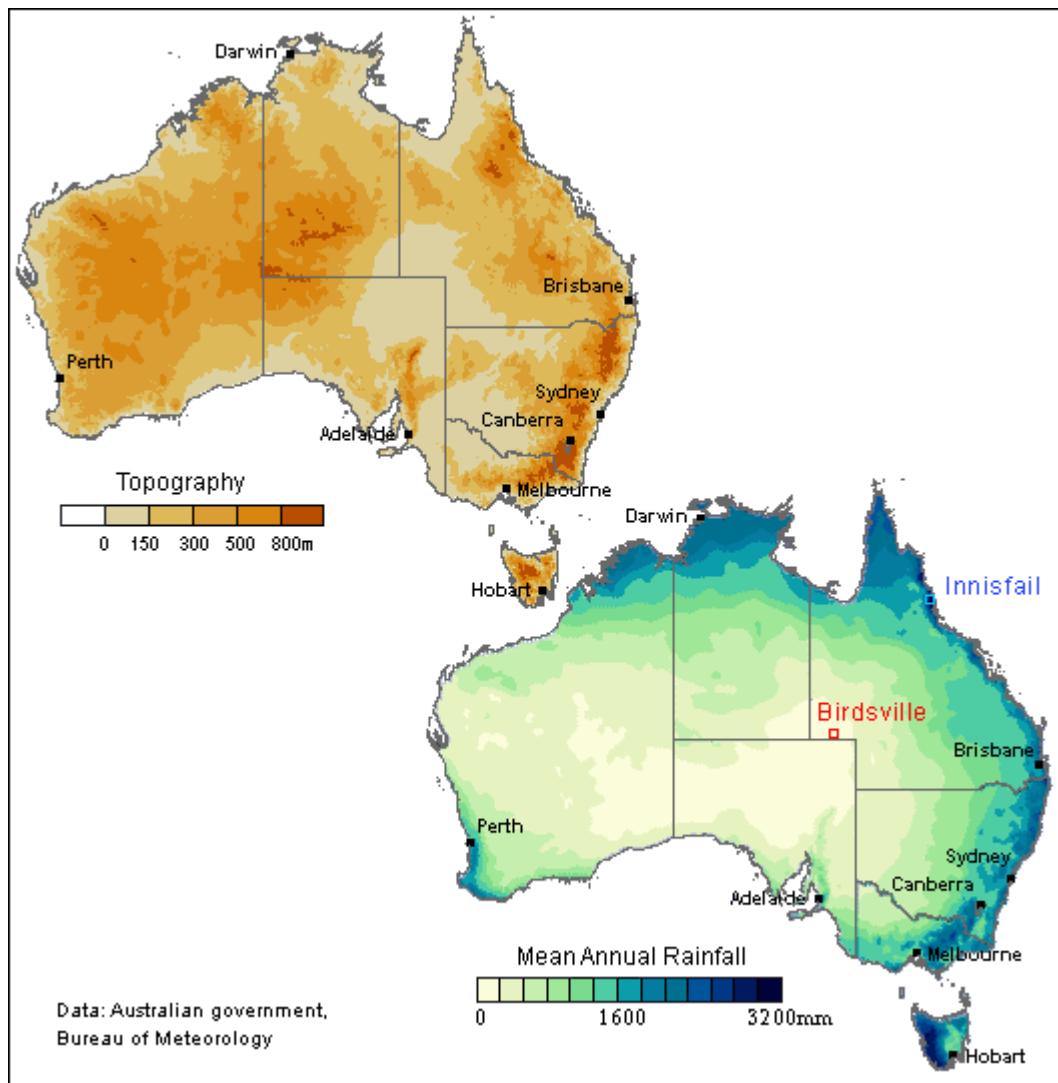 Darwin
Brisbane
Perth
Sydney
Canberra
Adelaide
Melbourne
Topography
0 150 300 500 800m
Hobart
Darwin
Innisfail
Birdsville
Brisbane
Perth
Sydney
Canberra
Adelaide
Melbourne
Mean Annual Rainfall
0 1600 3200mm
Data: Australian government,
Bureau of Meteorology
Hobart